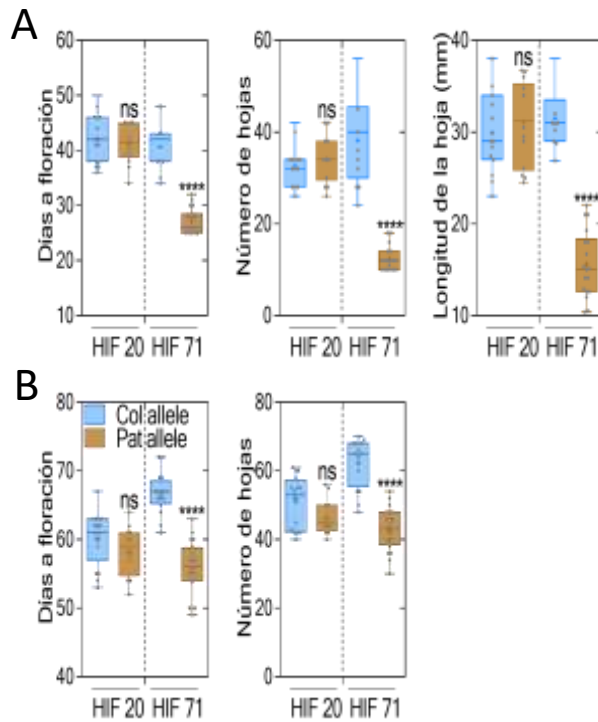 A
Días a floración
60
50
40
30
20
10
ns
****
HIF 20 HIF 71
Número de hojas
60
40
20
0
ns
****
HIF 20 HIF 71
Longitud de la hoja (mm)
40
30
20
10
ns
****
HIF 20 HIF 71
B
Días a floración
80
70
60
50
40
Col allele
Pat allele
ns
****
HIF 20 HIF 71
Número de hojas
80
60
40
20
0
ns
****
HIF 20 HIF 71